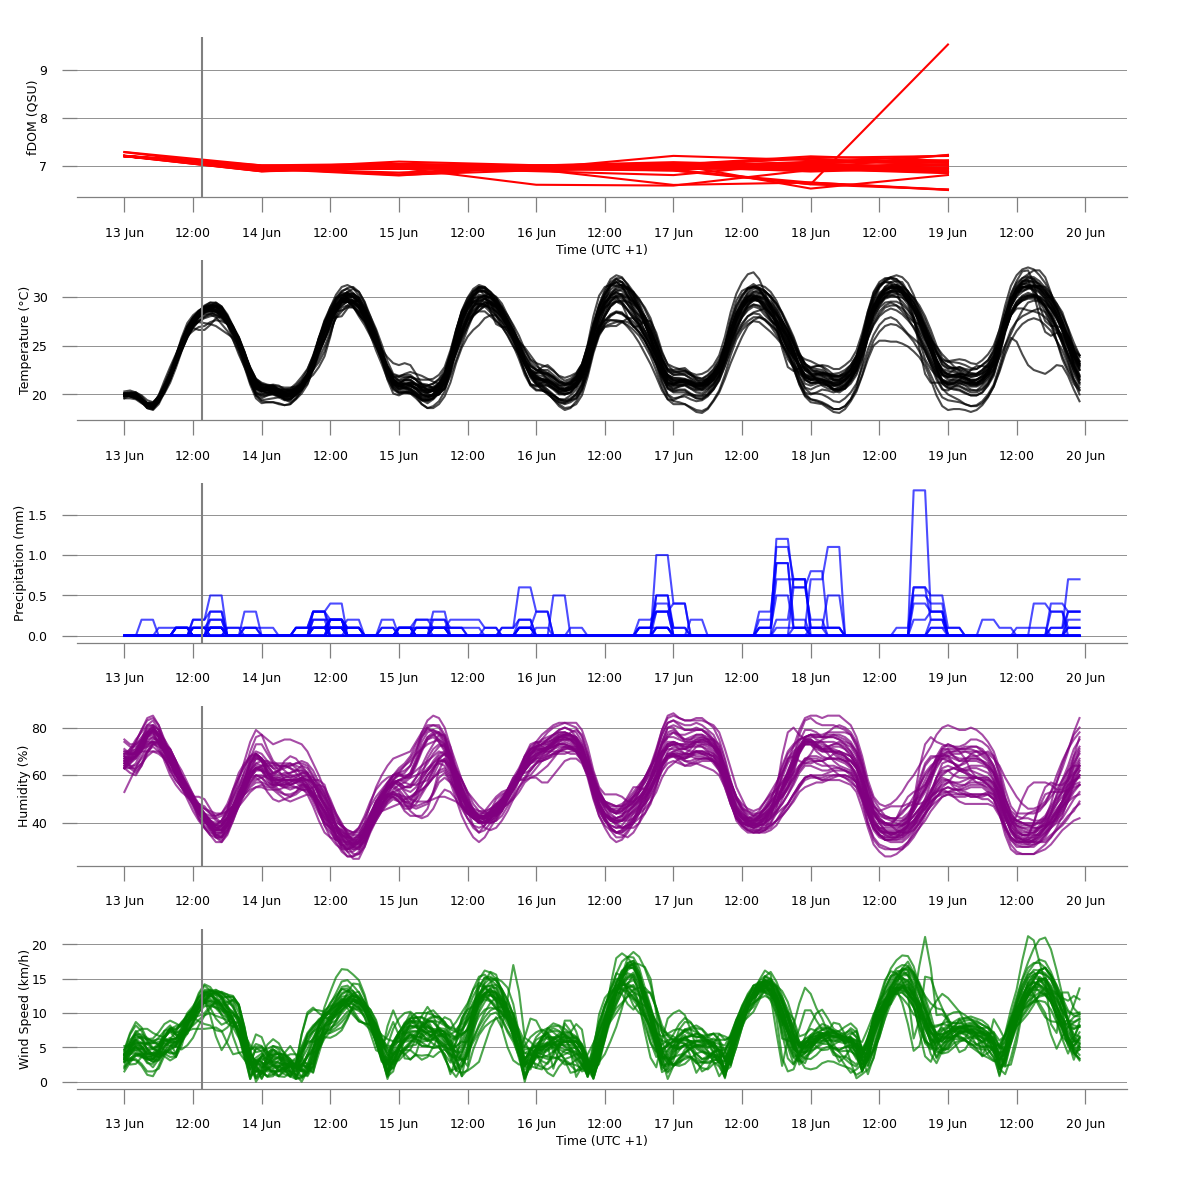 9
8
7
fDOM (QSU)
13 Jun 12:00 14 Jun 12:00 15 Jun 12:00 16 Jun 12:00 17 Jun 12:00 18 Jun 12:00 19 Jun 12:00 20 Jun
Time (UTC +1)
30
25
20
Temperature (°C)
13 Jun 12:00 14 Jun 12:00 15 Jun 12:00 16 Jun 12:00 17 Jun 12:00 18 Jun 12:00 19 Jun 12:00 20 Jun
1.5
1.0
0.5
0.0
Precipitation (mm)
13 Jun 12:00 14 Jun 12:00 15 Jun 12:00 16 Jun 12:00 17 Jun 12:00 18 Jun 12:00 19 Jun 12:00 20 Jun
80
60
40
Humidity (%)
13 Jun 12:00 14 Jun 12:00 15 Jun 12:00 16 Jun 12:00 17 Jun 12:00 18 Jun 12:00 19 Jun 12:00 20 Jun
20
15
10
5
0
Wind Speed (km/h)
13 Jun 12:00 14 Jun 12:00 15 Jun 12:00 16 Jun 12:00 17 Jun 12:00 18 Jun 12:00 19 Jun 12:00 20 Jun
Time (UTC +1)